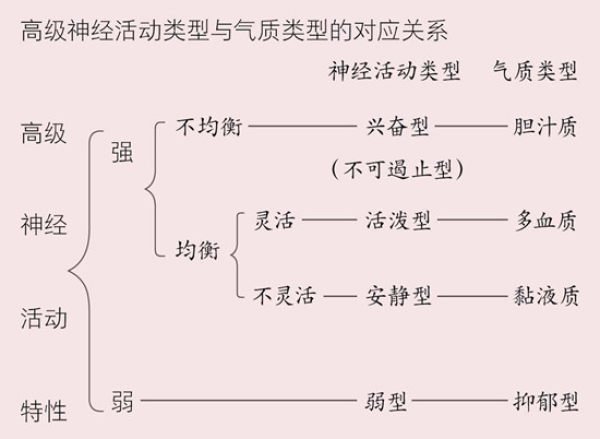 高级神经活动类型与气质类型的对应关系
神经活动类型 气质类型
高级 强 不均衡 兴奋型 胆汁质
(不可遏止型)
神经 均衡 灵活 活泼型 多血质
活动 不灵活 安静型 黏液质
特性 弱 弱型 抑郁型